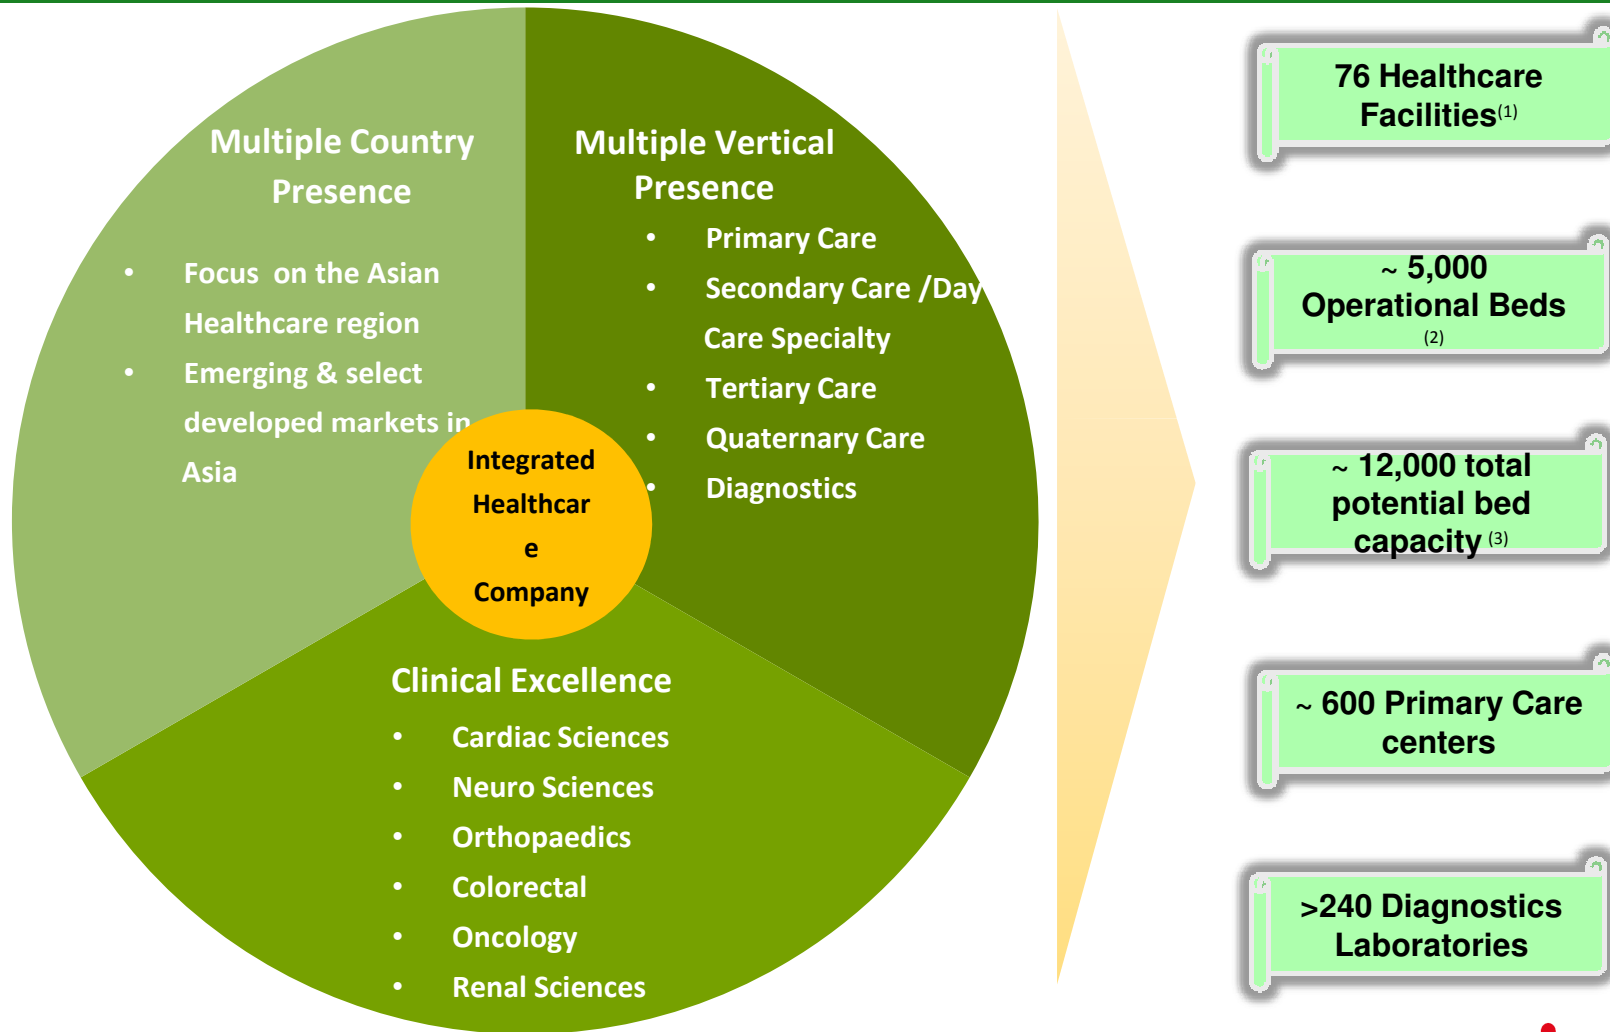 Multiple Country
Presence
• Focus on the Asian
Healthcare region
• Emerging & select
developed markets in
Asia
Multiple Vertical
Presence
• Primary Care
• Secondary Care /Day
Care Specialty
• Tertiary Care
• Quaternary Care
• Diagnostics
Integrated
Healthcar
e
Company
Clinical Excellence
• Cardiac Sciences
• Neuro Sciences
• Orthopaedics
• Colorectal
• Oncology
• Renal Sciences
76 Healthcare
Facilities(1)
~ 5,000
Operational Beds
(2)
~ 12,000 total
potential bed
capacity (3)
~ 600 Primary Care
centers
>240 Diagnostics
Laboratories